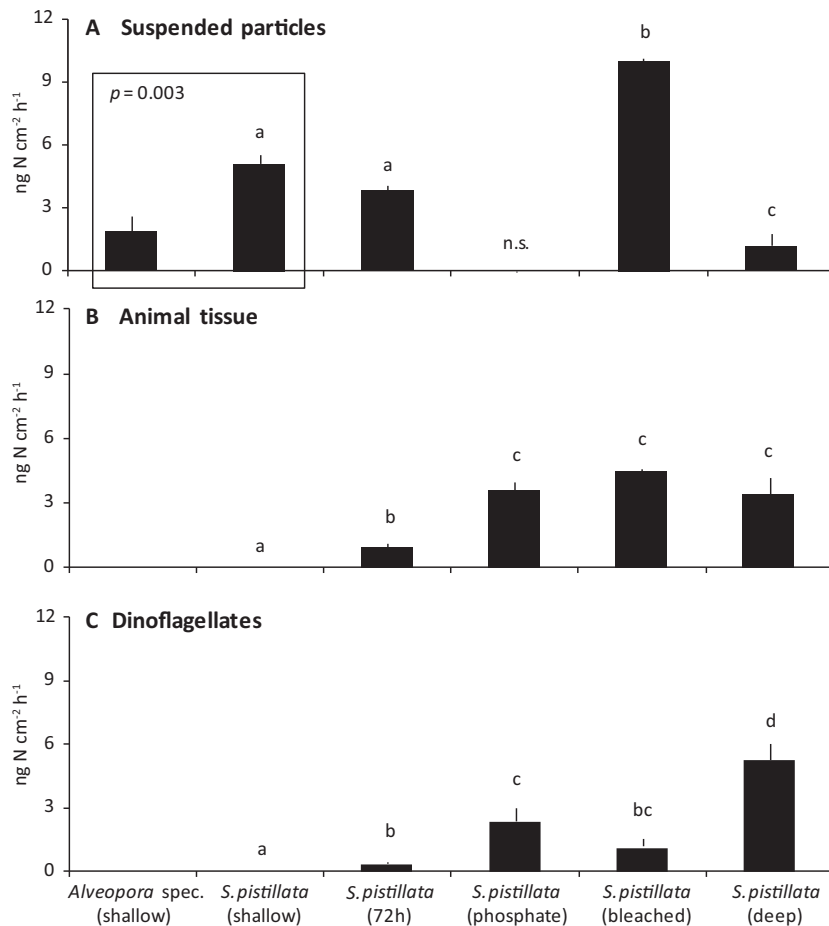 A Suspended particles
12
9
6
3
0
ng N cm-2 h-1
p = 0.003
a
a
n.s.
b
c
B Animal tissue
12
9
6
3
0
ng N cm-2 h-1
a
b
c
c
c
C Dinoflagellates
12
9
6
3
0
ng N cm-2 h-1
a
b
c
bc
d
Alveopora spec.
(shallow)
S.pistillata
(shallow)
S.pistillata
(72h)
S.pistillata
(phosphate)
S.pistillata
(bleached)
S.pistillata
(deep)